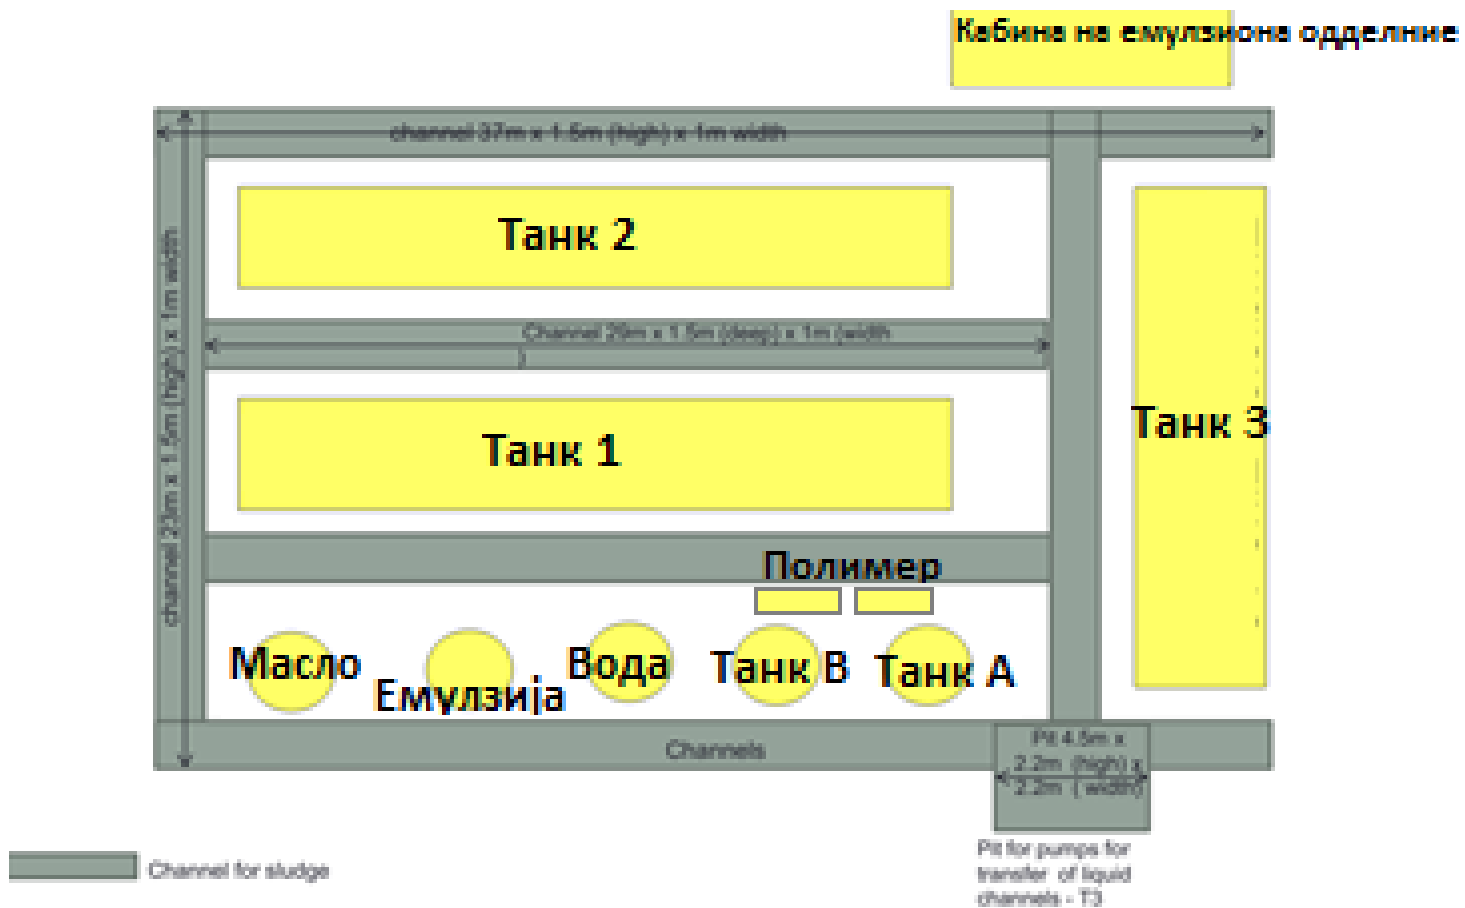 Кабина на емулзиона одделние
channel 37m x 1.5m (high) x 1m width
channel 23m x 1.5m (high) x 1m width
Танк 2
Channel 29m x 1.5m (deep) x 1m (width
)
Танк 1
Танк 3
Полимер
Масло
Емулзија
Вода
Танк В
Танк А
Channels
Pit 4.5m x
2.2m (high) x
2.2m ( width)
Channel for sludge
Pit for pumps for
transfer of liquid
channels - T3